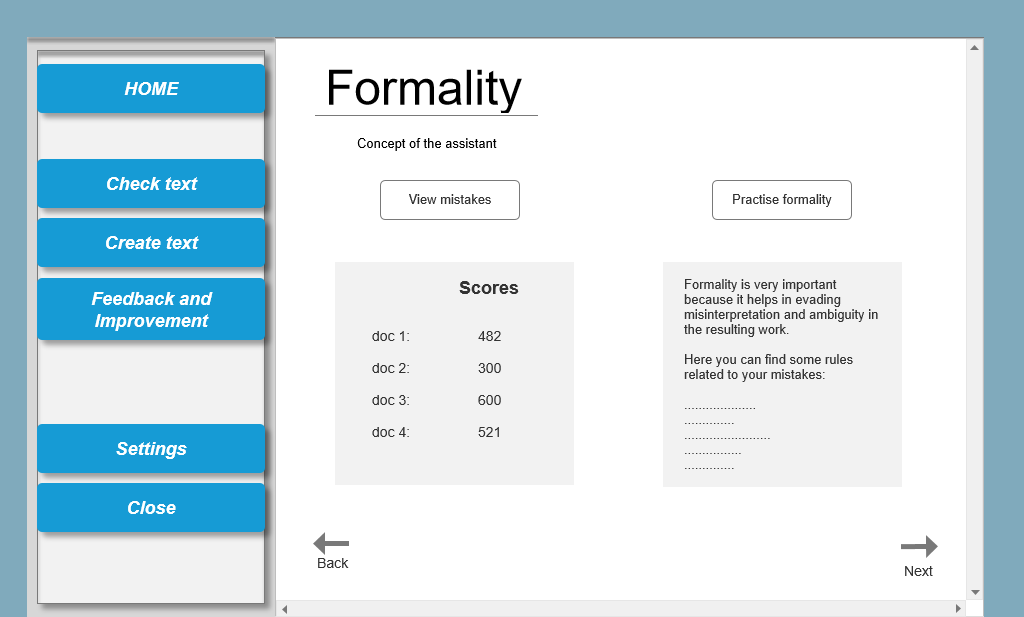 HOME
Check text
Create text
Feedback and
Improvement
Settings
Close
Formality
Concept of the assistant
View mistakes
Practise formality
Scores
doc 1: 482
doc 2: 300
doc 3: 600
doc 4: 521
Formality is very important
because it helps in evading
misinterpretation and ambiguity in
the resulting work.
Here you can find some rules
related to your mistakes:
....................
..............
........................
................
..............
Back
Next